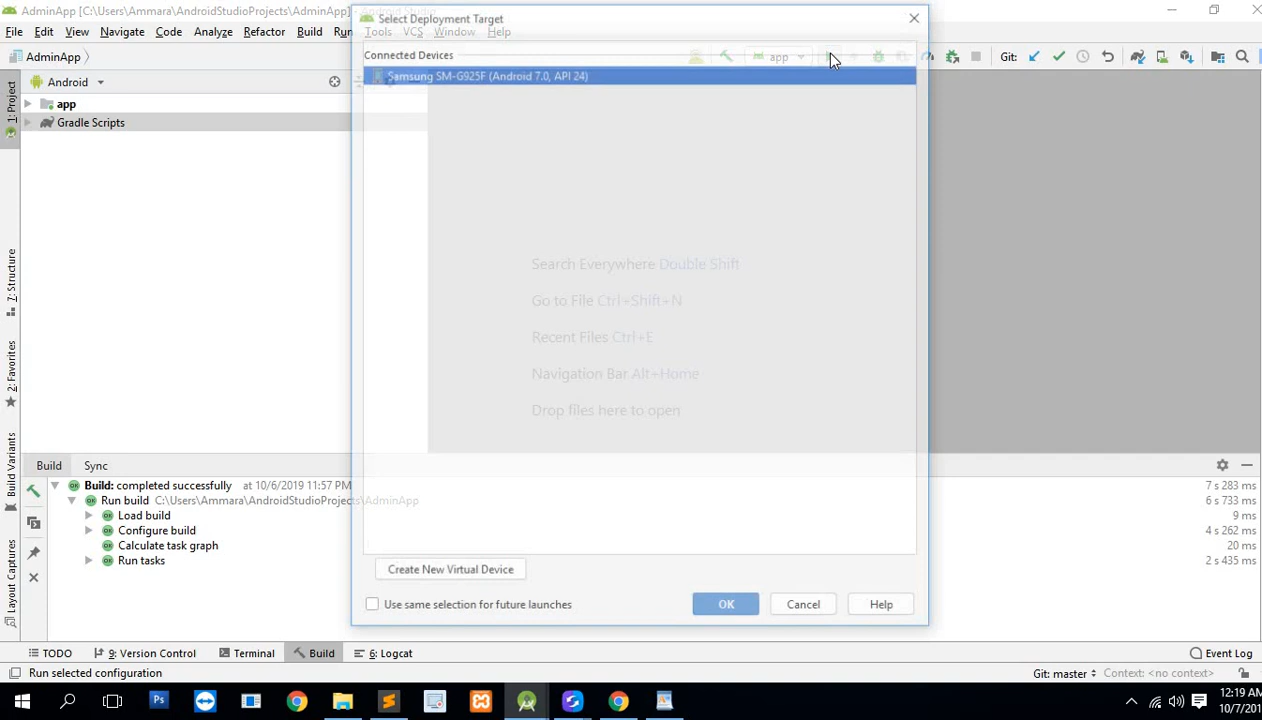 AdminApp [C:\Users\Ammara\AndroidStudioProjects\AdminApp] - Android Studio
Select Deployment Target
File Edit View Navigate Code Analyze Refactor Build Run Tools VCS Window Help
AdminApp
Connected Devices
app
Git:
Samsung SM-G925F (Android 7.0, API 24)
Android
app
Gradle Scripts
1: Project
Z: Structure
2: Favorites
Build Variants
Layout Captures
Search Everywhere Double Shift
Go to File Ctrl+Shift+N
Recent Files Ctrl+E
Navigation Bar Alt+Home
Drop files here to open
Build Sync
Build: completed successfully at 10/6/2019 11:57 PM 7 s 283 ms
Run build C:\Users\Ammara\AndroidStudioProjects\AdminApp 6 s 733 ms
Load build 9 ms
Configure build 4 s 262 ms
Calculate task graph 20 ms
Run tasks 2 s 435 ms
Create New Virtual Device
Use same selection for future launches
OK Cancel Help
TODO 9: Version Control Terminal Build 6: Logcat Event Log
Run selected configuration Git: master Context: <no context>
Ps
12:19 AM
10/7/201